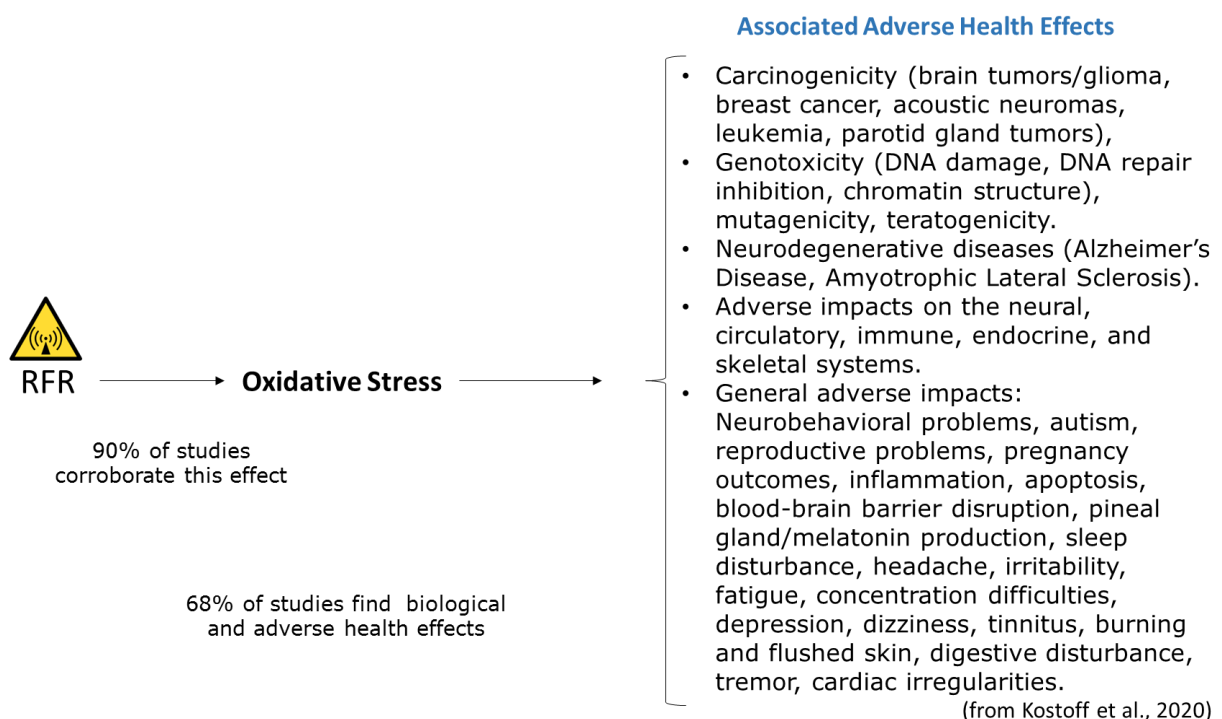 Associated Adverse Health Effects
• Carcinogenicity (brain tumors/glioma,
breast cancer, acoustic neuromas,
leukemia, parotid gland tumors),
• Genotoxicity (DNA damage, DNA repair
inhibition, chromatin structure),
mutagenicity, teratogenicity.
• Neurodegenerative diseases (Alzheimer's
Disease, Amyotrophic Lateral Sclerosis).
• Adverse impacts on the neural,
circulatory, immune, endocrine, and
skeletal systems.
• General adverse impacts:
Neurobehavioral problems, autism,
reproductive problems, pregnancy
outcomes, inflammation, apoptosis,
blood-brain barrier disruption, pineal
gland/melatonin production, sleep
disturbance, headache, irritability,
fatigue, concentration difficulties,
depression, dizziness, tinnitus, burning
and flushed skin, digestive disturbance,
tremor, cardiac irregularities.
(from Kostoff et al., 2020)
RFR
Oxidative Stress
90% of studies
corroborate this effect
68% of studies find  biological
and adverse health effects